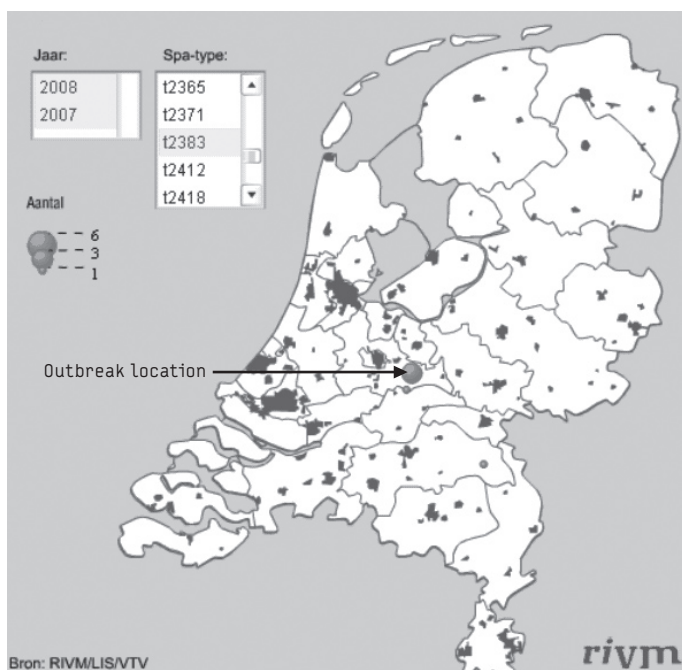 Jaar:
2008
2007
Spa-type:
t2365
t2371
t2383
t2412
t2418
Aantal
6
3
1
Outbreak location
Bron: RIVM/LIS/VTV
rivm